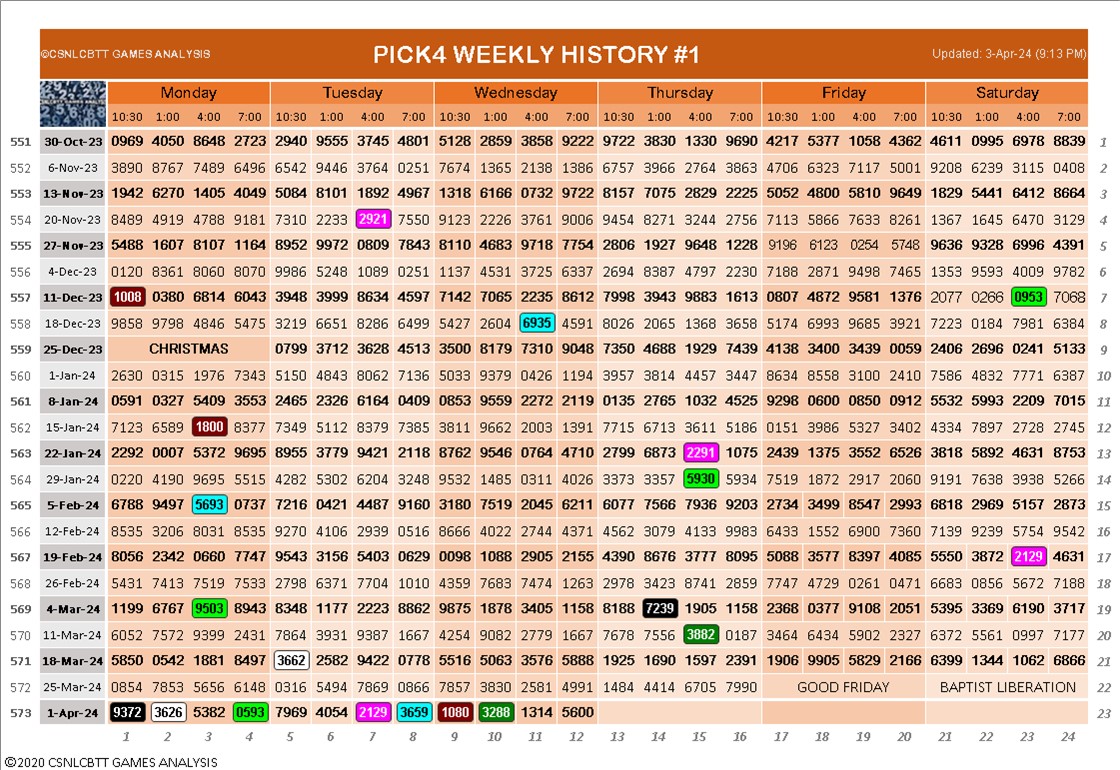 ©CSNLCBTT GAMES ANALYSIS PICK4 WEEKLY HISTORY #1 Updated: 3-Apr-24 (9:13 PM)
Monday Tuesday Wednesday Thursday Friday Saturday
10:30 1:00 4:00 7:00 10:30 1:00 4:00 7:00 10:30 1:00 4:00 7:00 10:30 1:00 4:00 7:00 10:30 1:00 4:00 7:00 10:30 1:00 4:00 7:00
551 30-Oct-23 0969 4050 8648 2723 2940 9555 3745 4801 5128 2859 3858 9222 9722 3830 1330 9690 4217 5377 1058 4362 4611 0995 6978 8839 1
552 6-Nov-23 3890 8767 7489 6496 6542 9446 3764 0251 7674 1365 2138 1386 6757 3966 2764 3863 4706 6323 7117 5001 9208 6239 3115 0408 2
553 13-Nov-23 1942 6270 1405 4049 5084 8101 1892 4967 1318 6166 0732 9722 8157 7075 2829 2225 5052 4800 5810 9649 1829 5441 6412 8664 3
554 20-Nov-23 8489 4919 4788 9181 7310 2233 2921 7550 9123 2226 3761 9006 9454 8271 3244 2756 7113 5066 7633 8261 1367 1645 6470 3129 4
555 27-Nov-23 5488 1607 8107 1164 8952 9972 0809 7843 8110 4683 9718 7754 2806 1927 9648 1228 9196 6123 0254 5748 9636 9328 6996 4391 5
556 4-Dec-23 0120 8361 8060 8070 9986 5248 1089 0251 1137 4531 3725 6337 2694 8387 4797 2230 7188 2871 9498 7465 1353 9593 4009 9782 6
557 11-Dec-23 1008 0380 6814 6043 3948 3999 8634 4597 7142 7065 2235 8612 7998 3943 9883 1613 0807 4872 9581 1376 2077 0266 0953 7068 7
558 18-Dec-23 9858 9798 4846 5475 3219 6651 8286 6499 5427 2604 6935 4591 8026 2065 1368 3658 5174 6993 9685 3921 7223 0184 7981 6384 8
559 25-Dec-23 CHRISTMAS 0799 3712 3628 4513 3500 8179 7310 9048 7350 4688 1929 7439 4138 3400 3439 0059 2406 2696 0241 5133 9
560 1-Jan-24 2630 0315 1976 7343 5150 4843 8062 7136 5033 9379 0426 1194 3957 3814 4457 3447 8634 8558 3100 2410 7586 4832 7771 6387 10
561 8-Jan-24 0591 0327 5409 3553 2465 2326 6164 0409 0853 9559 2272 2119 0135 2765 1032 4525 9298 0600 0850 0912 5532 5993 2209 7015 11
562 15-Jan-24 7123 6589 1800 8377 7349 5112 8379 7385 3811 9662 2003 1391 7715 6713 3611 5186 0151 3986 5327 3402 4334 7897 2728 2745 12
563 22-Jan-24 2292 0007 5372 9695 8955 3779 9421 2118 8762 9546 0764 4710 2799 6873 2291 1075 2439 1375 3552 6526 3818 5892 4631 8753 13
564 29-Jan-24 0220 4190 9695 5515 4282 5302 6204 3248 9532 1485 0311 4026 3373 3357 5930 5934 7519 1872 2917 2060 9191 7638 3938 5266 14
565 5-Feb-24 6788 9497 5693 0737 7216 0421 4487 9160 3180 7519 2045 6211 6077 7566 7936 9203 2734 3499 8547 2993 6818 2969 5157 2873 15
566 12-Feb-24 8535 3206 8031 8535 9270 4106 2939 0516 8666 4022 2744 4371 4562 3079 4133 9983 6433 1552 6900 7360 7139 9239 5754 9542 16
567 19-Feb-24 8056 2342 0660 7747 9543 3156 5403 0629 0098 1088 2905 2155 4390 8676 3777 8095 5088 3577 8397 4085 5550 3872 2129 4631 17
568 26-Feb-24 5431 7413 7519 7533 2798 6371 7704 1010 4359 7683 7474 1263 2978 3423 8741 2859 7747 4729 0261 0471 6683 0856 5672 7188 18
569 4-Mar-24 1199 6767 9503 8943 8348 1177 2223 8862 9875 1878 3405 1158 8188 7239 1905 1158 2368 0377 9108 2051 5395 3369 6190 3717 19
570 11-Mar-24 6052 7572 9399 2431 7864 3931 9387 1667 4254 9082 2779 1667 7678 7556 3882 0187 3464 6434 5902 2327 6372 5561 0997 7177 20
571 18-Mar-24 5850 0542 1881 8497 3662 2582 9422 0778 5516 5063 3576 5888 1925 1690 1597 2391 1906 9905 5829 2166 6399 1344 1062 6866 21
572 25-Mar-24 0854 7853 5656 6148 0316 5494 7869 0866 7857 3830 2581 4991 1484 4414 6705 7990 GOOD FRIDAY BAPTIST LIBERATION 22
573 1-Apr-24 9372 3626 5382 0593 7969 4054 2129 3659 1080 3288 1314 5600 23
1 2 3 4 5 6 7 8 9 10 11 12 13 14 15 16 17 18 19 20 21 22 23 24
©2020 CSNLCBTT GAMES ANALYSIS